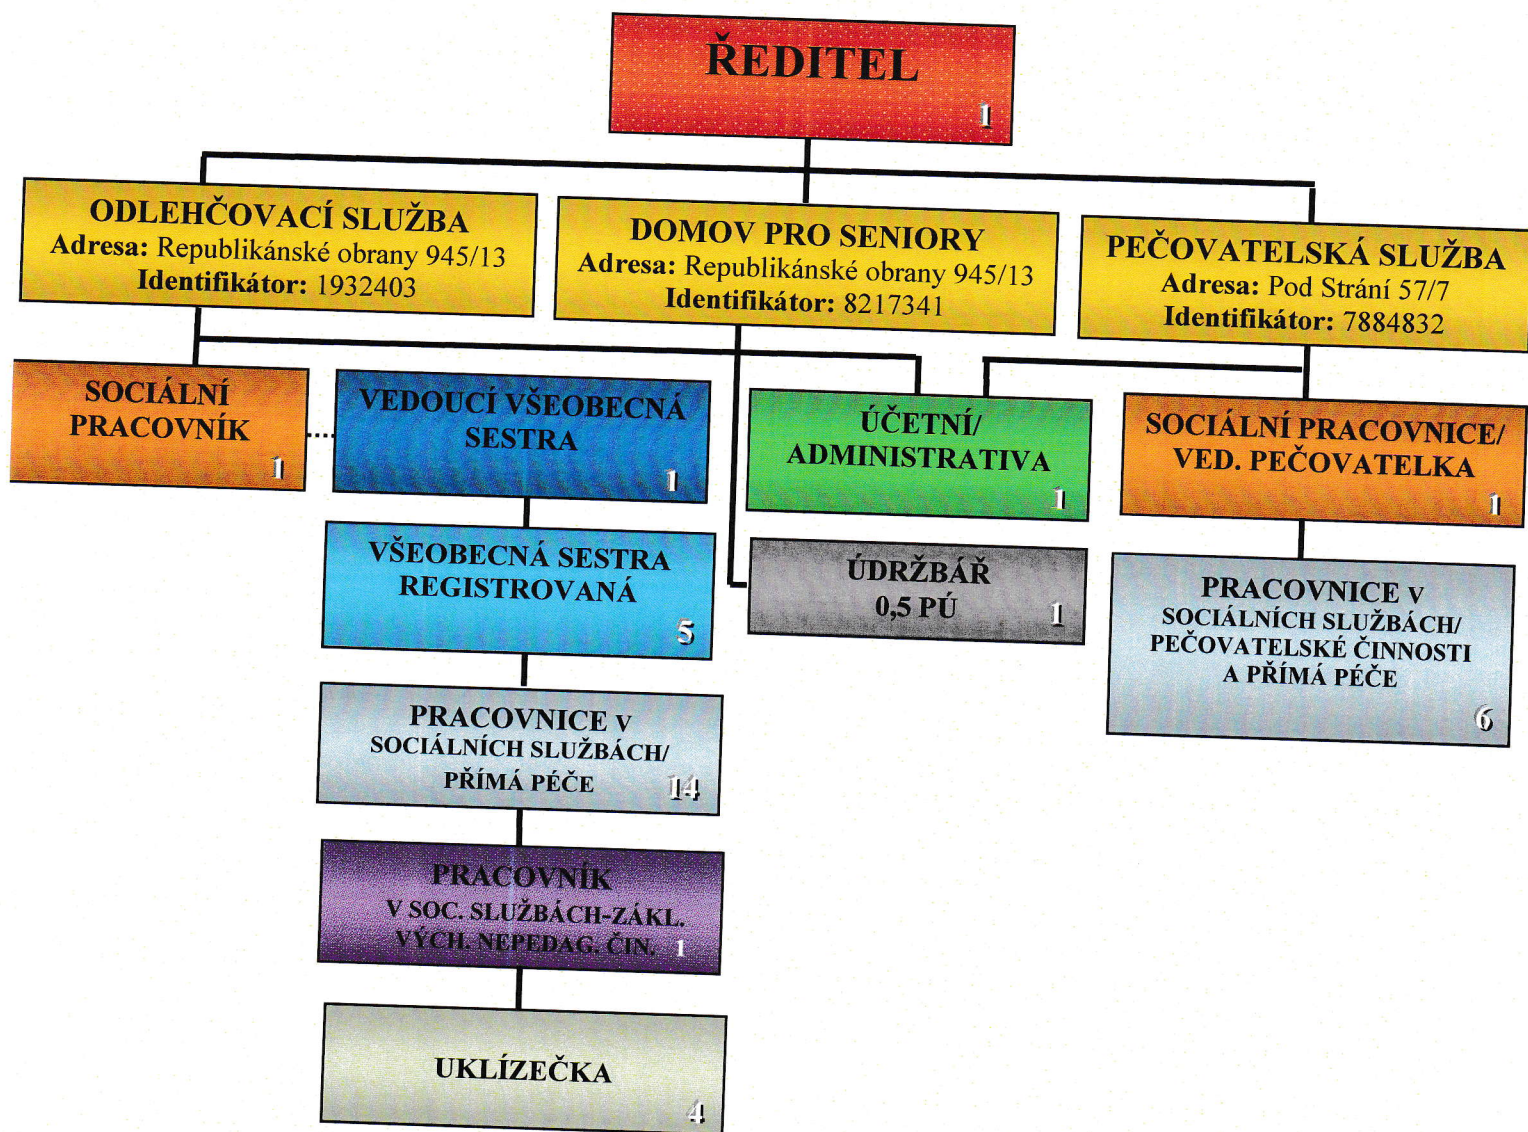 ŘEDITEL
1
ODLEHČOVACÍ SLUŽBA
Adresa: Republikánské obrany 945/13
Identifikátor: 1932403
DOMOV PRO SENIORY
Adresa: Republikánské obrany 945/13
Identifikátor: 8217341
PEČOVATELSKÁ SLUŽBA
Adresa: Pod Strání 57/7
Identifikátor: 7884832
SOCIÁLNÍ
PRACOVNÍK
1
VEDOUCÍ VŠEOBECNÁ
SESTRA
1
ÚČETNÍ/
ADMINISTRATIVA
1
SOCIÁLNÍ PRACOVNICE/
VED. PEČOVATELKA
1
VŠEOBECNÁ SESTRA
REGISTROVANÁ
5
ÚDRŽBÁŘ
0,5 PÚ
1
PRACOVNICE V
SOCIÁLNÍCH SLUŽBÁCH/
PEČOVATELSKÉ ČINNOSTI
A PŘÍMÁ PÉČE
6
PRACOVNICE V
SOCIÁLNÍCH SLUŽBÁCH/
PŘÍMÁ PÉČE
14
PRACOVNÍK
V SOC. SLUŽBÁCH-ZÁKL.
VÝCH. NEPEDAG. ČIN.
1
UKLÍZEČKA
4